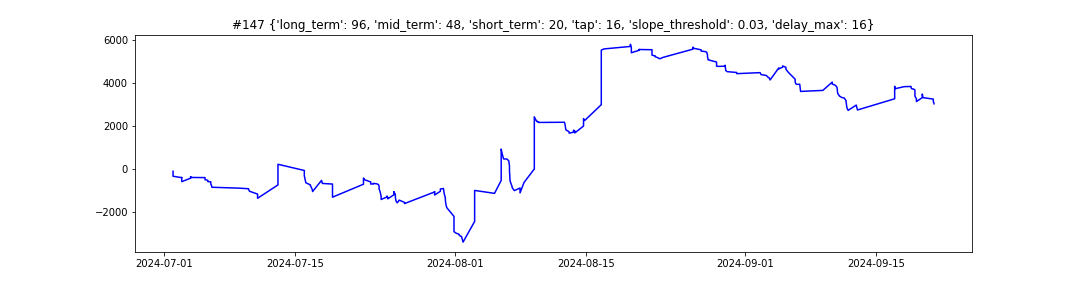 #147 {'long_term': 96, 'mid_term': 48, 'short_term': 20, 'tap': 16, 'slope_threshold': 0.03, 'delay_max': 16}
6000
4000
2000
0
−2000
2024-07-01 2024-07-15 2024-08-01 2024-08-15 2024-09-01 2024-09-15